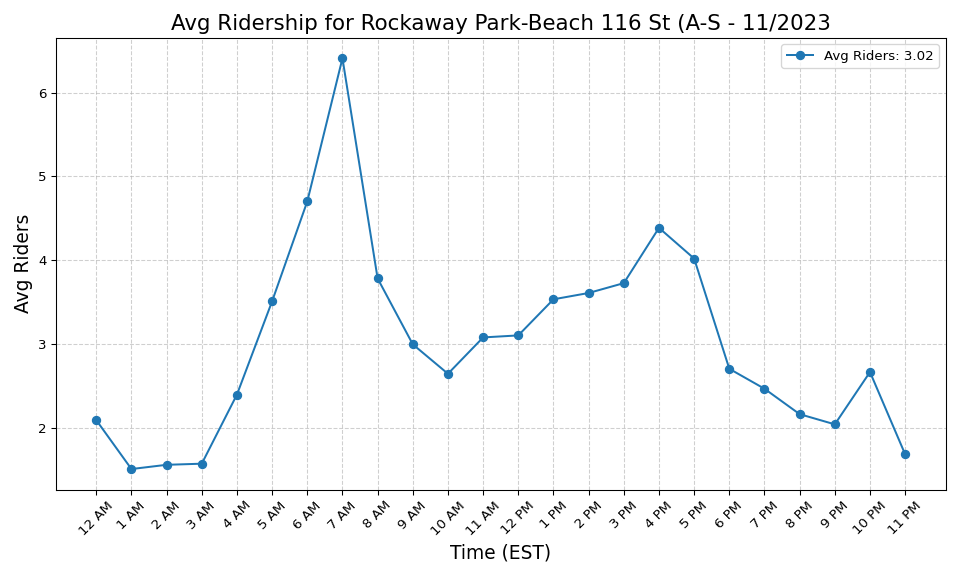 Avg Ridership for Rockaway Park-Beach 116 St (A-S - 11/2023
Avg Riders: 3.02
Avg Riders
6
5
4
3
2
12 AM
1 AM
2 AM
3 AM
4 AM
5 AM
6 AM
7 AM
8 AM
9 AM
10 AM
11 AM
12 PM
1 PM
2 PM
3 PM
4 PM
5 PM
6 PM
7 PM
8 PM
9 PM
10 PM
11 PM
Time (EST)